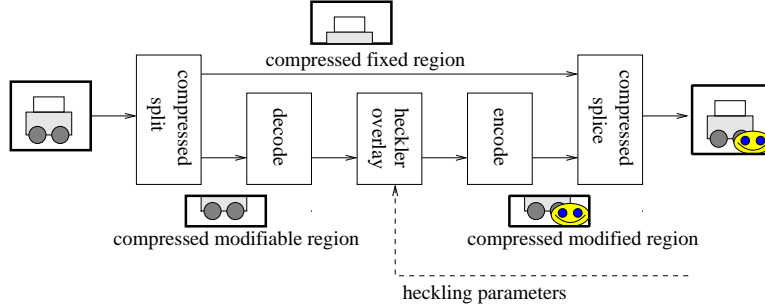 compressed fixed region
compressed
split
decode
heckler
overlay
encode
compressed
splice
compressed modifiable region
compressed modified region
heckling parameters